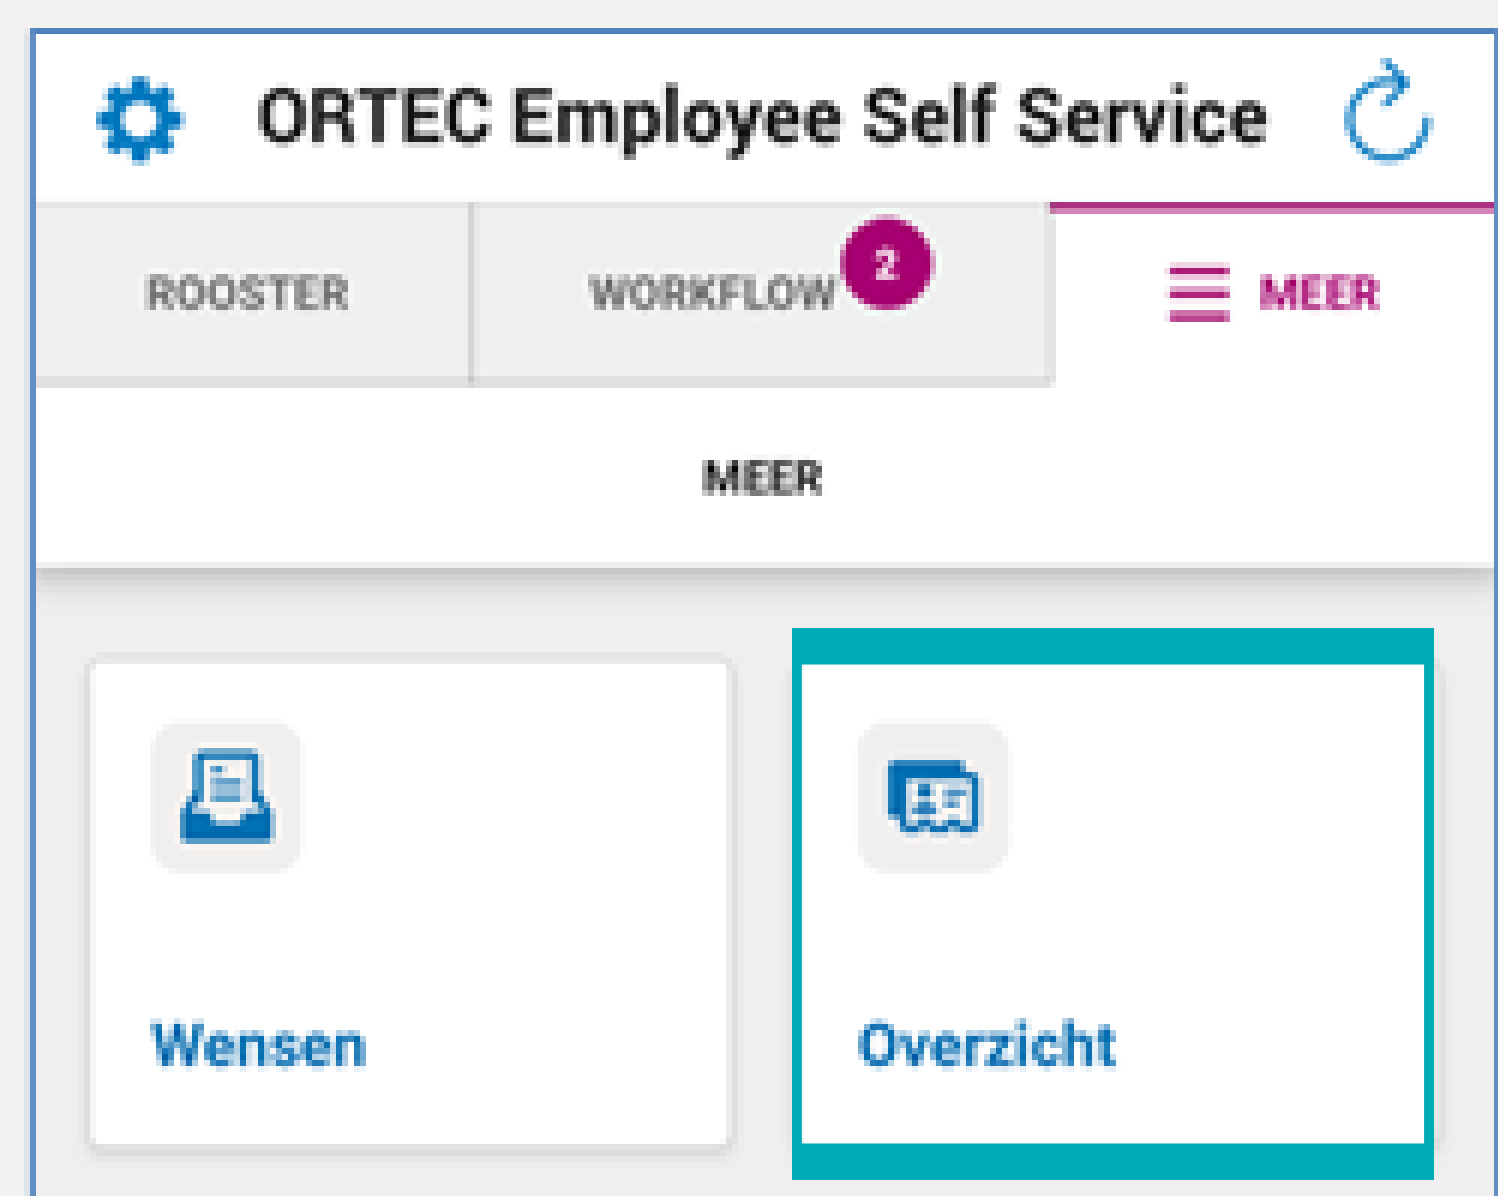 ORTEC Employee Self Service
ROOSTER
WORKFLOW 2
MEER
MEER
Wensen
Overzicht